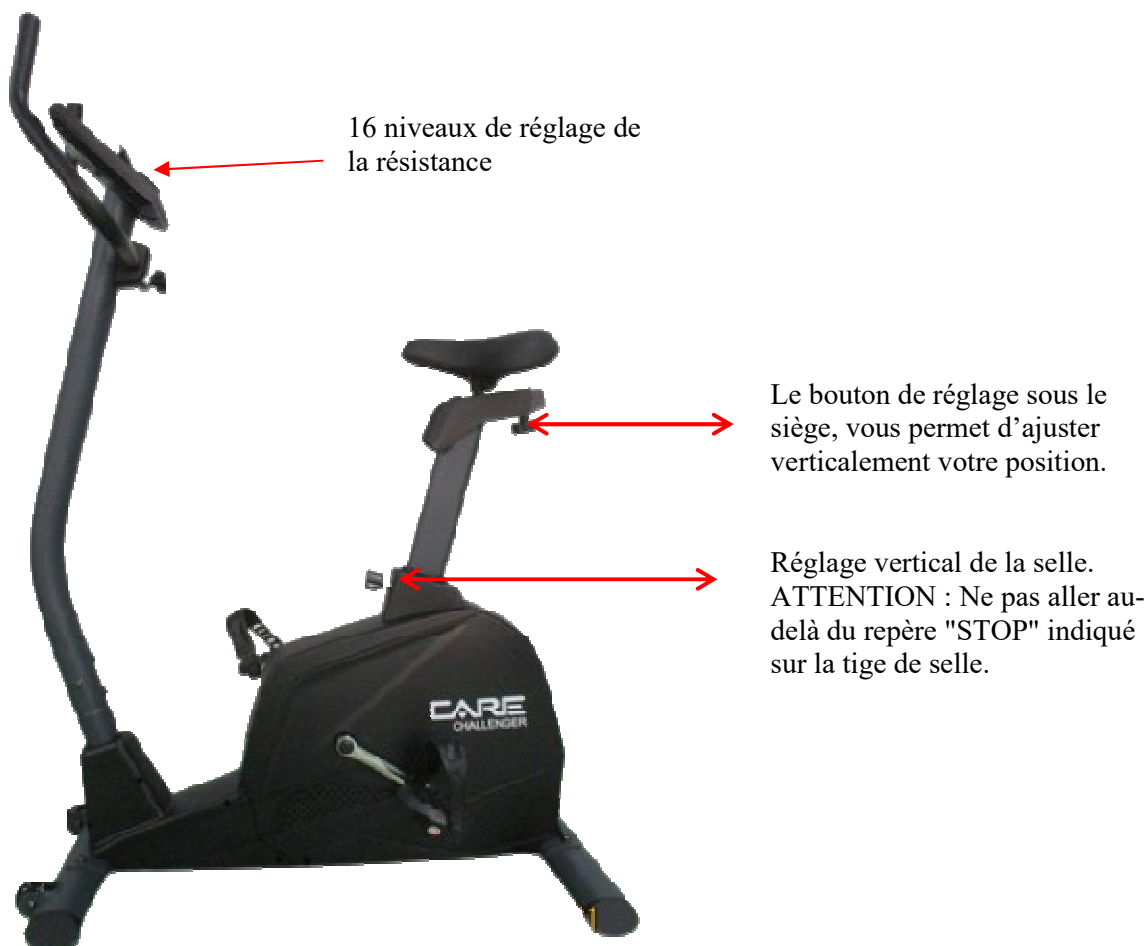 16 niveaux de réglage de
la résistance
Le bouton de réglage sous le
siège, vous permet d’ajuster
verticalement votre position.
Réglage vertical de la selle.
ATTENTION : Ne pas aller au-
delà du repère "STOP" indiqué
sur la tige de selle.
CARE
CHALLENGER